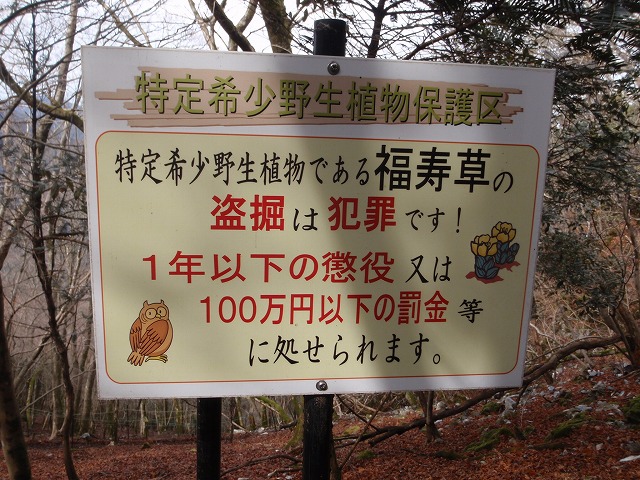 特定希少野生植物保護区
特定希少野生植物である福寿草の
盗掘は犯罪です!
1年以下の懲役又は
100万円以下の罰金等
に処せられます。